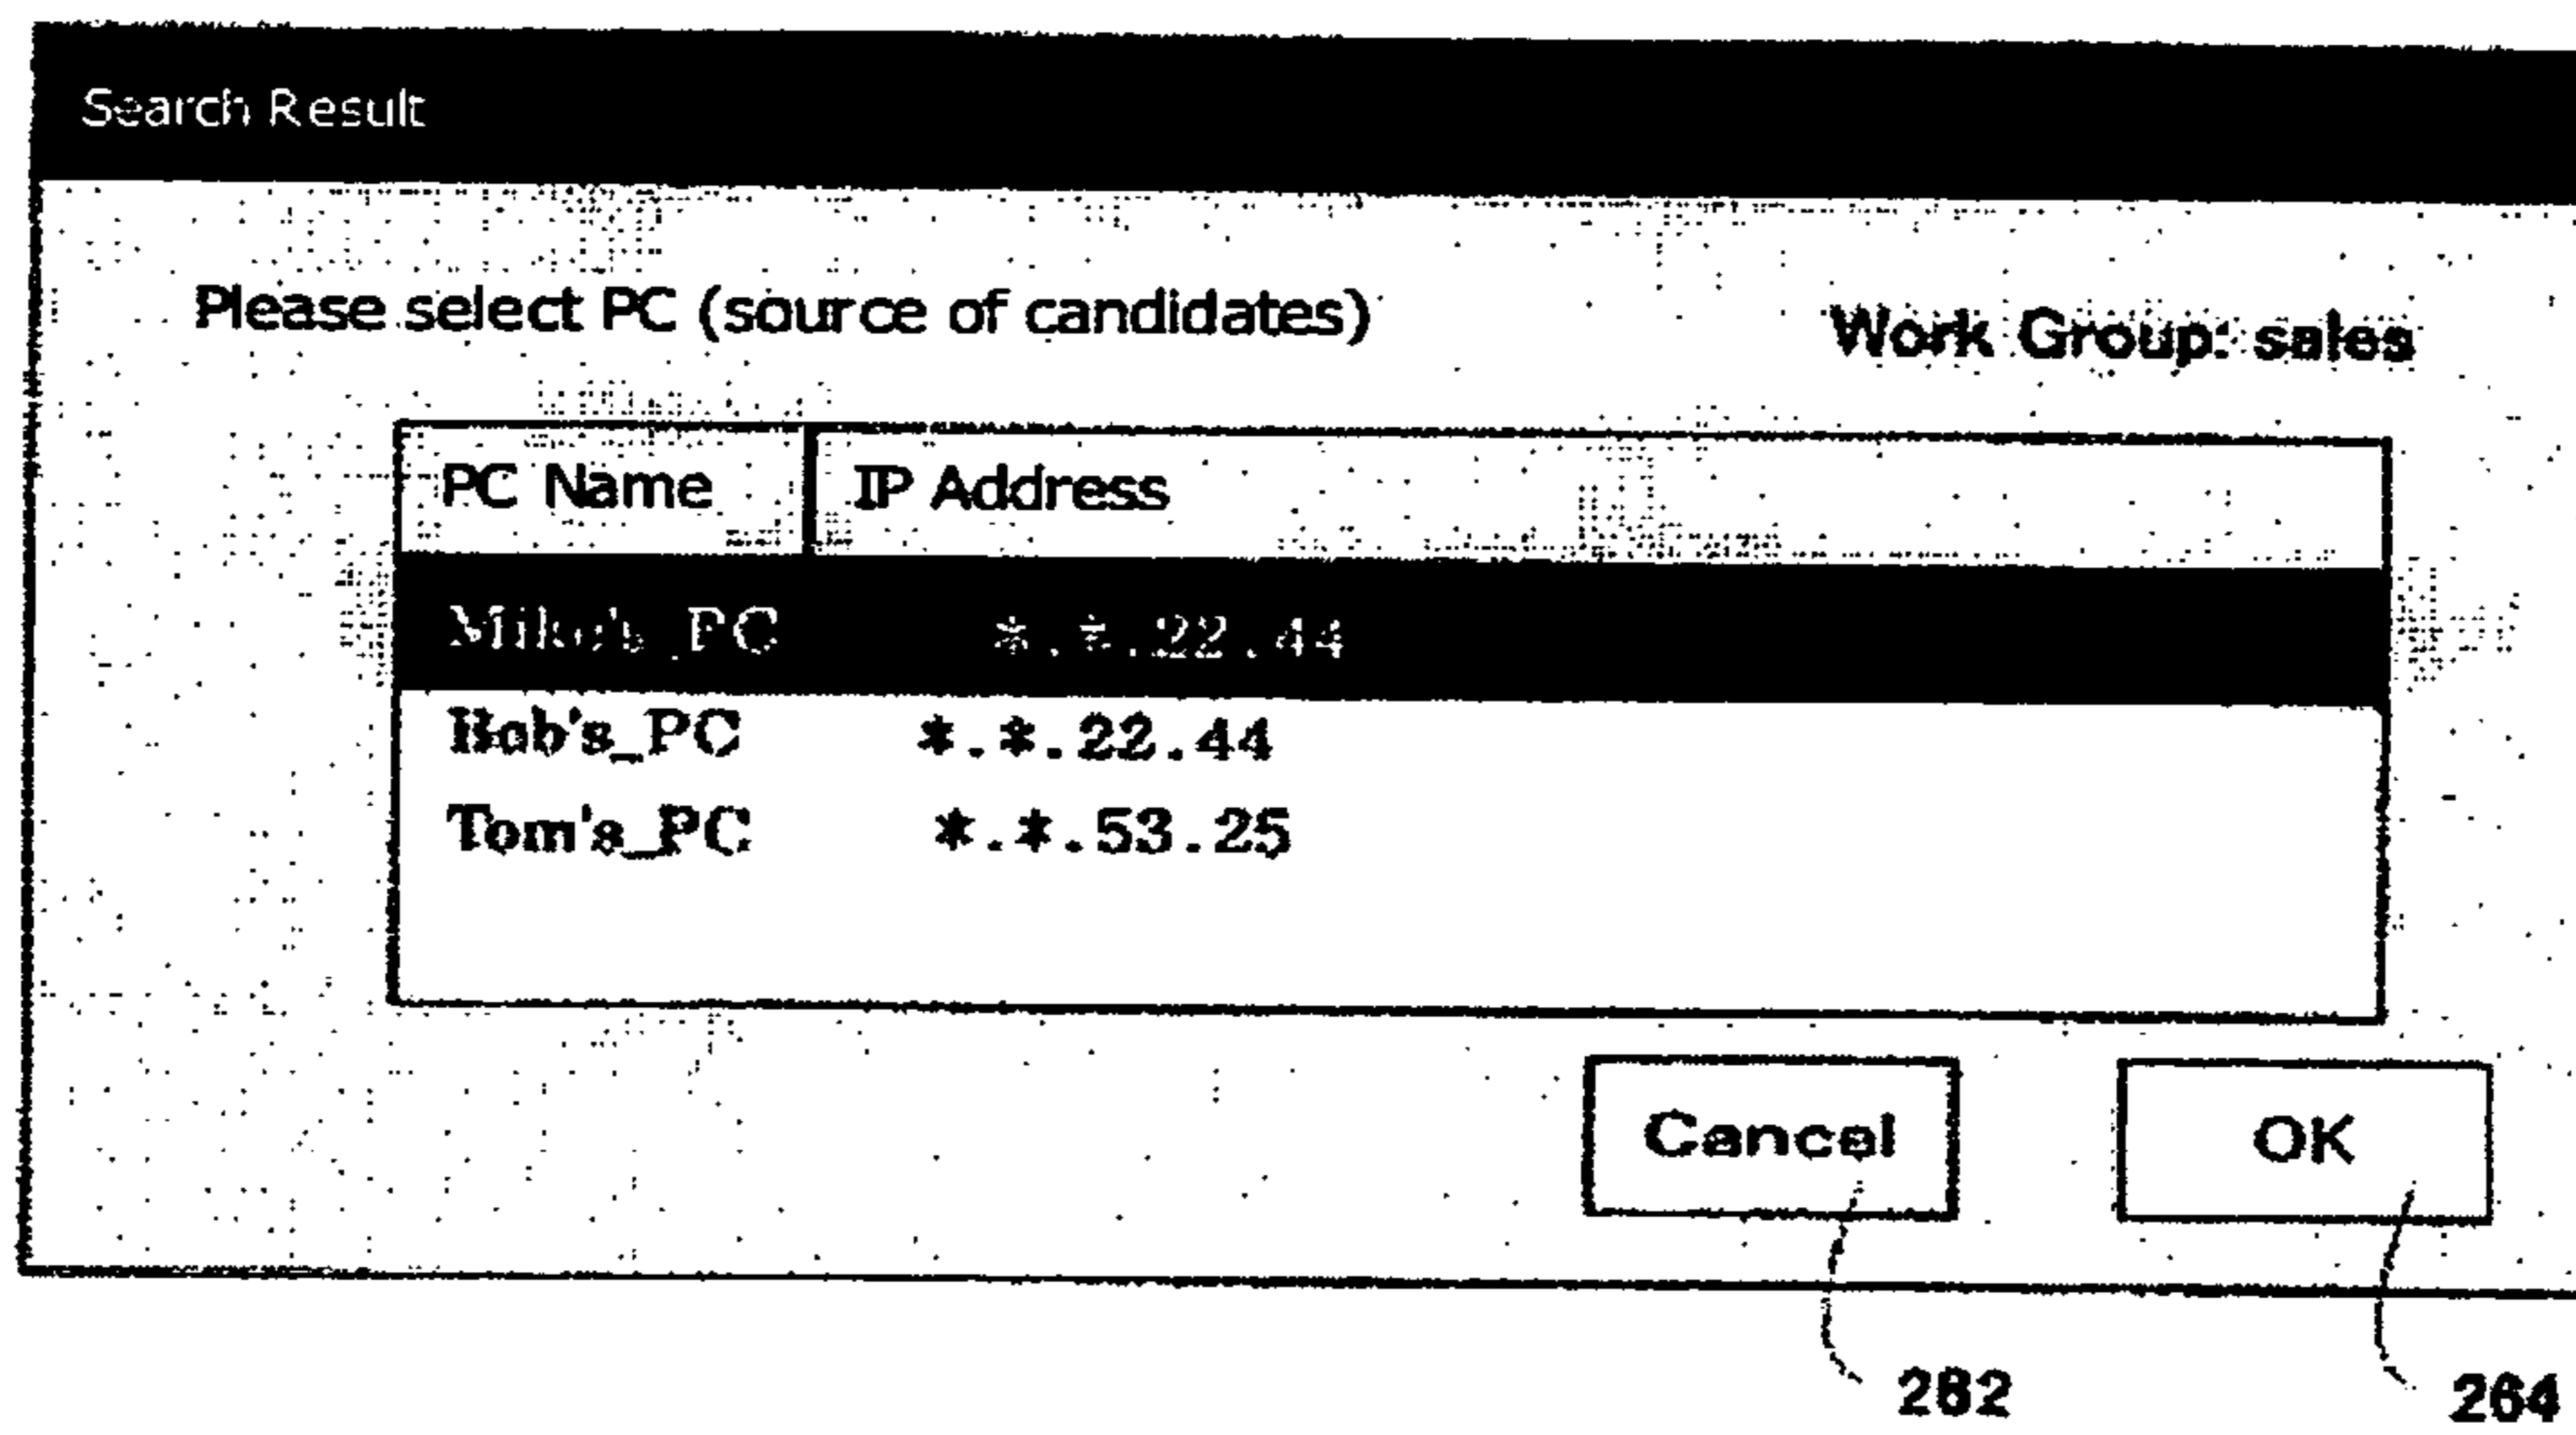 Search Result
Please select PC (source of candidates)
Work Group: sales
PC Name IP Address
Mike's_PC *.*.22.44
Bob's_PC *.*.22.44
Tom's_PC *.*.53.25
Cancel OK
262 264